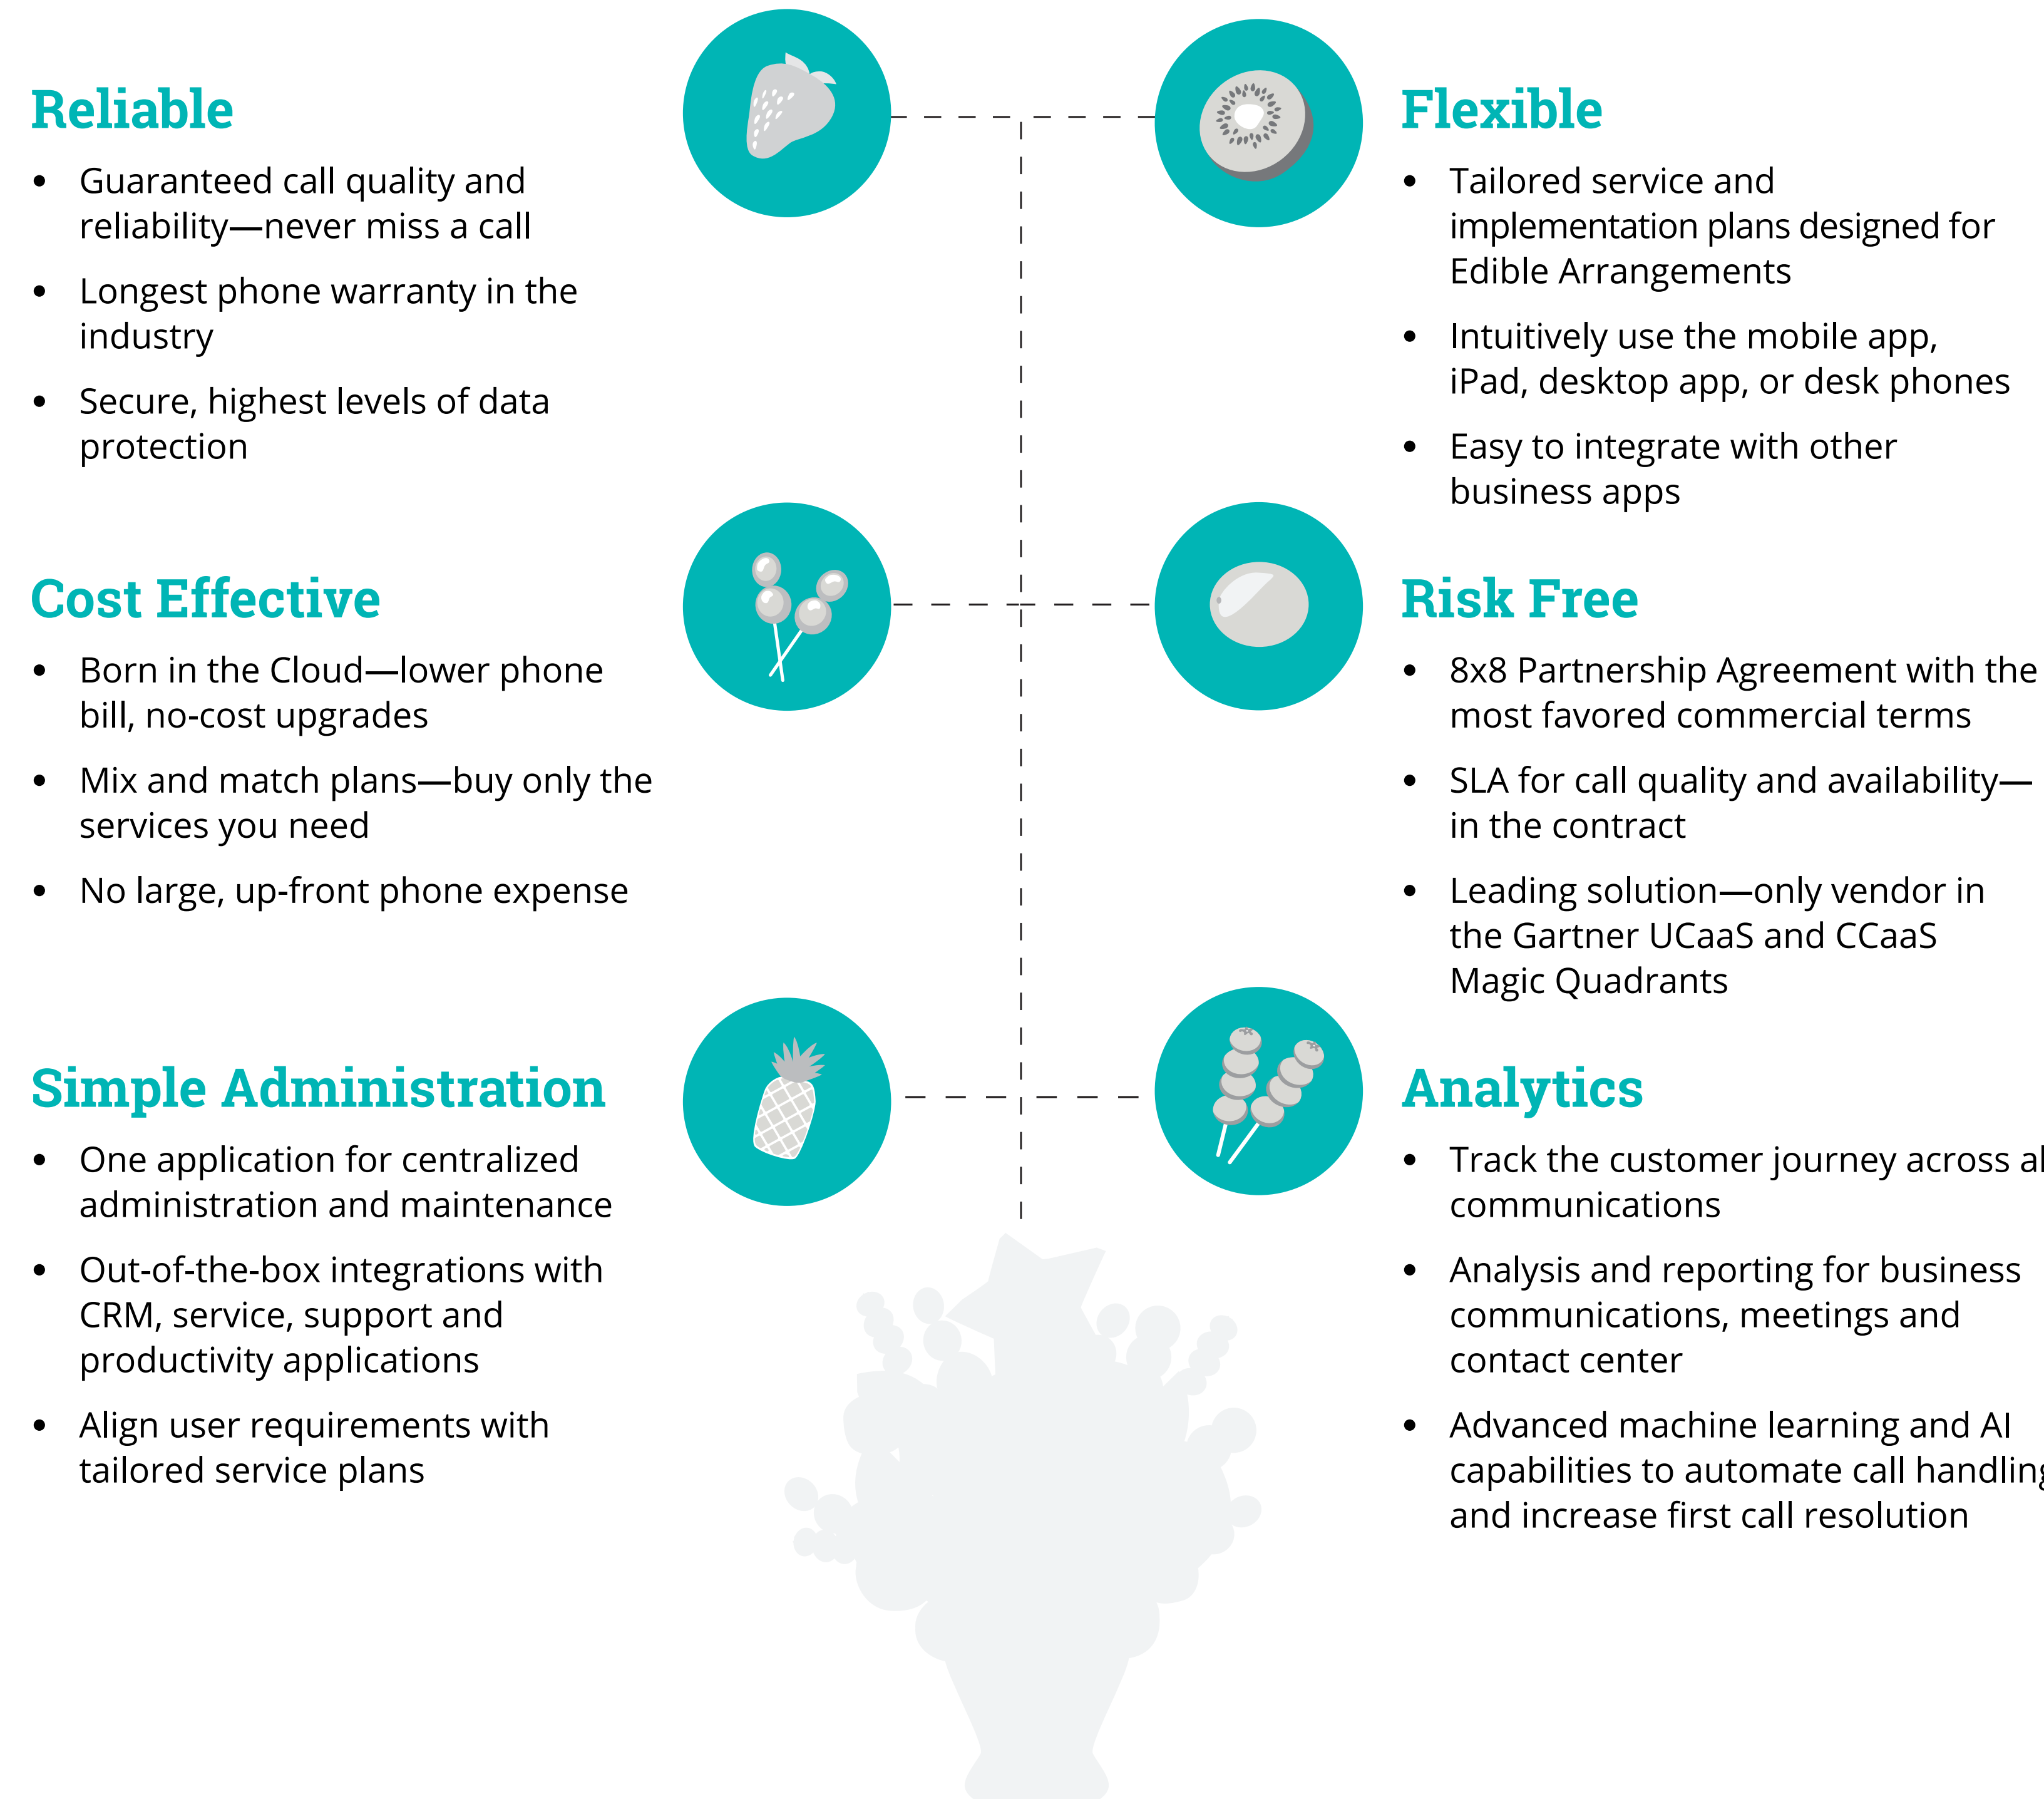 Reliable
• Guaranteed call quality and
reliability—never miss a call
• Longest phone warranty in the
industry
• Secure, highest levels of data
protection
Cost Effective
• Born in the Cloud—lower phone
bill, no-cost upgrades
• Mix and match plans—buy only the
services you need
• No large, up-front phone expense
Simple Administration
• One application for centralized
administration and maintenance
• Out-of-the-box integrations with
CRM, service, support and
productivity applications
• Align user requirements with
tailored service plans
Flexible
• Tailored service and
implementation plans designed for
Edible Arrangements
• Intuitively use the mobile app,
iPad, desktop app, or desk phones
• Easy to integrate with other
business apps
Risk Free
• 8x8 Partnership Agreement with the
most favored commercial terms
• SLA for call quality and availability—
in the contract
• Leading solution—only vendor in
the Gartner UCaaS and CCaaS
Magic Quadrants
Analytics
• Track the customer journey across al
communications
• Analysis and reporting for business
communications, meetings and
contact center
• Advanced machine learning and AI
capabilities to automate call handling
and increase first call resolution